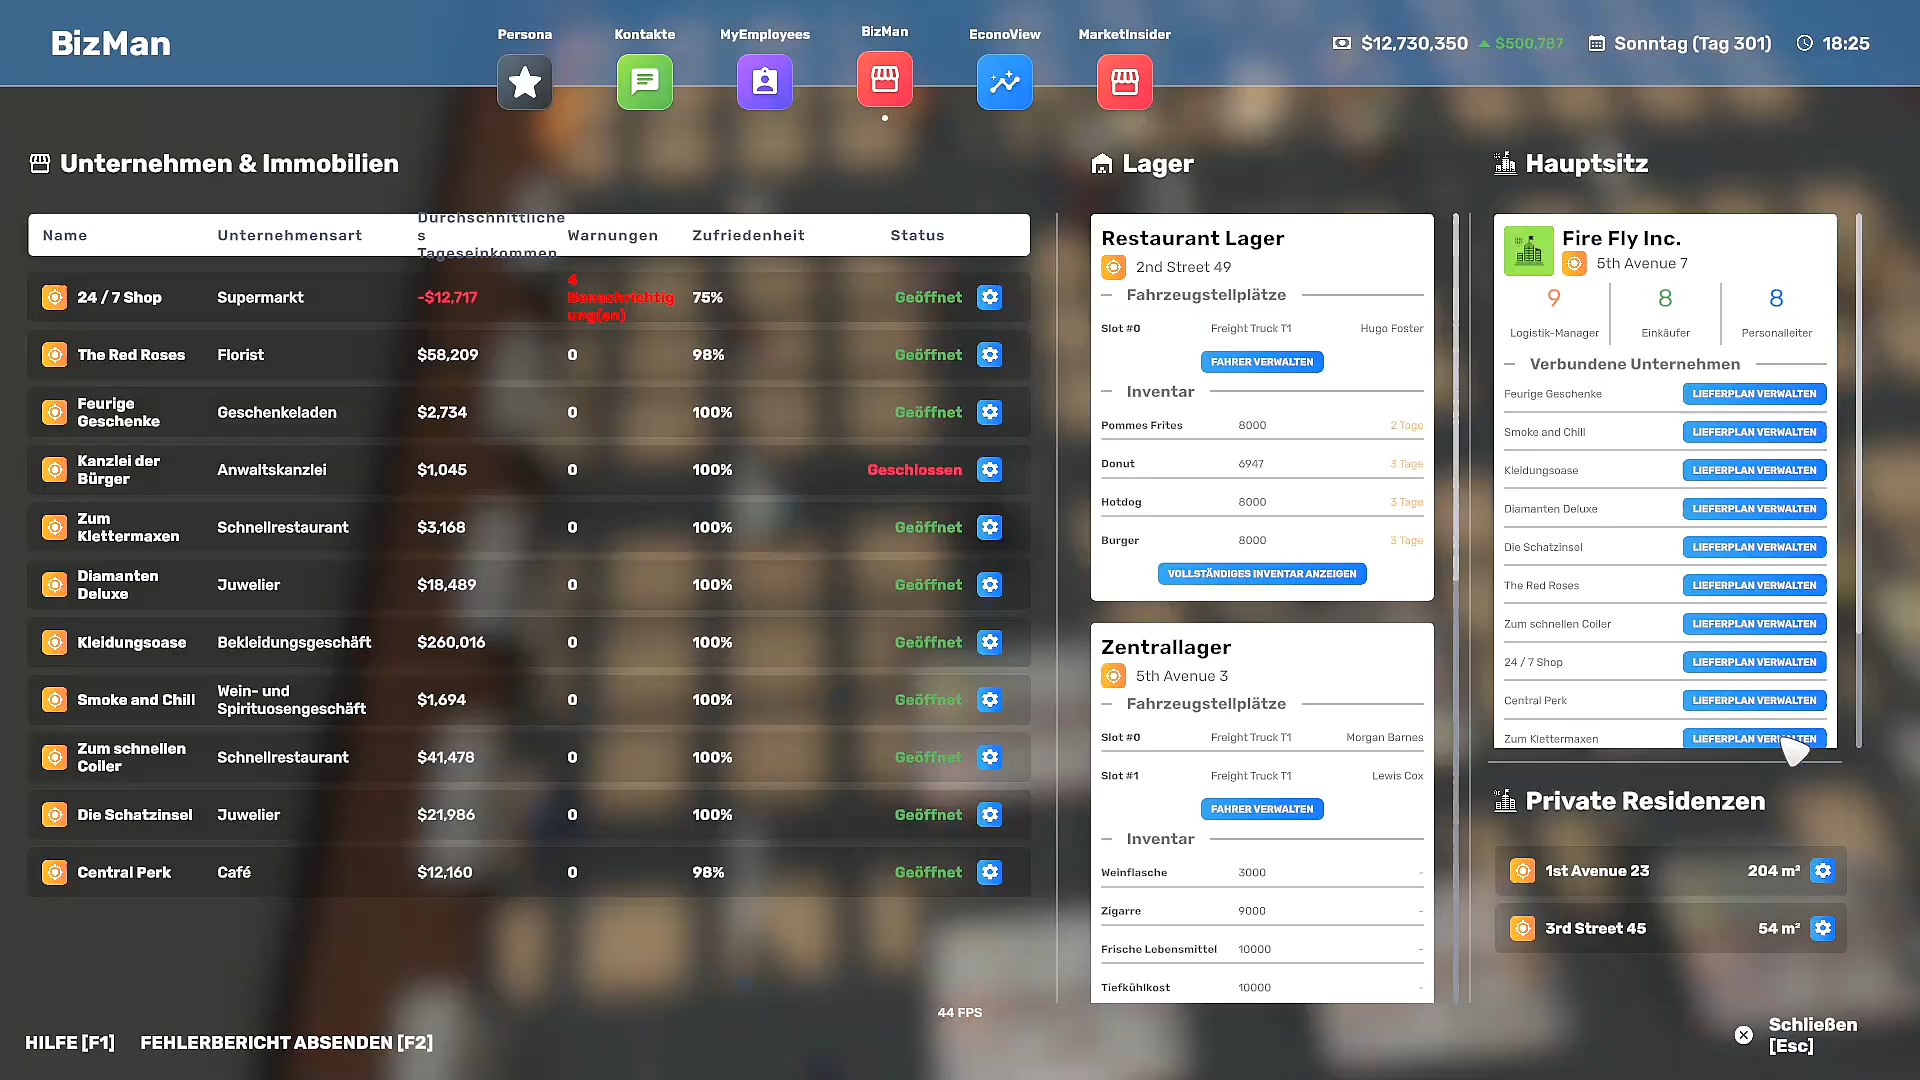 BizMan
Persona
Kontakte
MyEmployees
BizMan
EconoView
MarketInsider
$12,730,350 $500,787
Sonntag (Tag 301)
18:25
Unternehmen & Immobilien
Name Unternehmensart Durchschnittliche
s
Tageseinkommen Warnungen Zufriedenheit Status
24 / 7 Shop Supermarkt -$12,717 4
Benachrichtig
ung(en) 75% Geöffnet
The Red Roses Florist $58,209 0 98% Geöffnet
Feurige
Geschenke Geschenkeladen $2,734 0 100% Geöffnet
Kanzlei der
Bürger Anwaltskanzlei $1,045 0 100% Geschlossen
Zum
Klettermaxen Schnellrestaurant $3,168 0 100% Geöffnet
Diamanten
Deluxe Juwelier $18,489 0 100% Geöffnet
Kleidungsoase Bekleidungsgeschäft $260,016 0 100% Geöffnet
Smoke and Chill Wein- und
Spirituosengeschäft $1,694 0 100% Geöffnet
Zum schnellen
Coiler Schnellrestaurant $41,478 0 100% Geöffnet
Die Schatzinsel Juwelier $21,986 0 100% Geöffnet
Central Perk Café $12,160 0 98% Geöffnet
Lager
Restaurant Lager
2nd Street 49
Fahrzeugstellplätze
Slot #0 Freight Truck T1 Hugo Foster
FAHRER VERWALTEN
Inventar
Pommes Frites 8000 2 Tage
Donut 6947 3 Tage
Hotdog 8000 3 Tage
Burger 8000 3 Tage
VOLLSTÄNDIGES INVENTAR ANZEIGEN
Zentrallager
5th Avenue 3
Fahrzeugstellplätze
Slot #0 Freight Truck T1 Morgan Barnes
Slot #1 Freight Truck T1 Lewis Cox
FAHRER VERWALTEN
Inventar
Weinflasche 3000 -
Zigarre 9000 -
Frische Lebensmittel 10000 -
Tiefkühlkost 10000 -
Hauptsitz
Fire Fly Inc.
5th Avenue 7
9 8 8
Logistik-Manager Einkäufer Personalleiter
Verbundene Unternehmen
Feurige Geschenke LIEFERPLAN VERWALTEN
Smoke and Chill LIEFERPLAN VERWALTEN
Kleidungsoase LIEFERPLAN VERWALTEN
Diamanten Deluxe LIEFERPLAN VERWALTEN
Die Schatzinsel LIEFERPLAN VERWALTEN
The Red Roses LIEFERPLAN VERWALTEN
Zum schnellen Coiler LIEFERPLAN VERWALTEN
24 / 7 Shop LIEFERPLAN VERWALTEN
Central Perk LIEFERPLAN VERWALTEN
Zum Klettermaxen LIEFERPLAN VERWALTEN
Private Residenzen
1st Avenue 23 204 m²
3rd Street 45 54 m²
44 FPS
HILFE [F1] FEHLERBERICHT ABSENDEN [F2]
Schließen
[Esc]